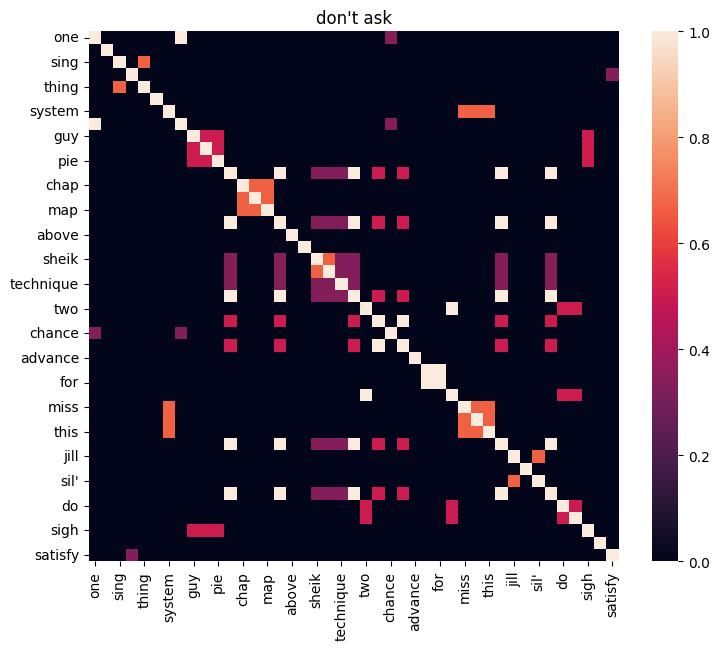 don't ask
one
sing
thing
system
guy
pie
chap
map
above
sheik
technique
two
chance
advance
for
miss
this
jill
sil'
do
sigh
satisfy
1.0
0.8
0.6
0.4
0.2
0.0
one
sing
thing
system
guy
pie
chap
map
above
sheik
technique
two
chance
advance
for
miss
this
jill
sil'
do
sigh
satisfy